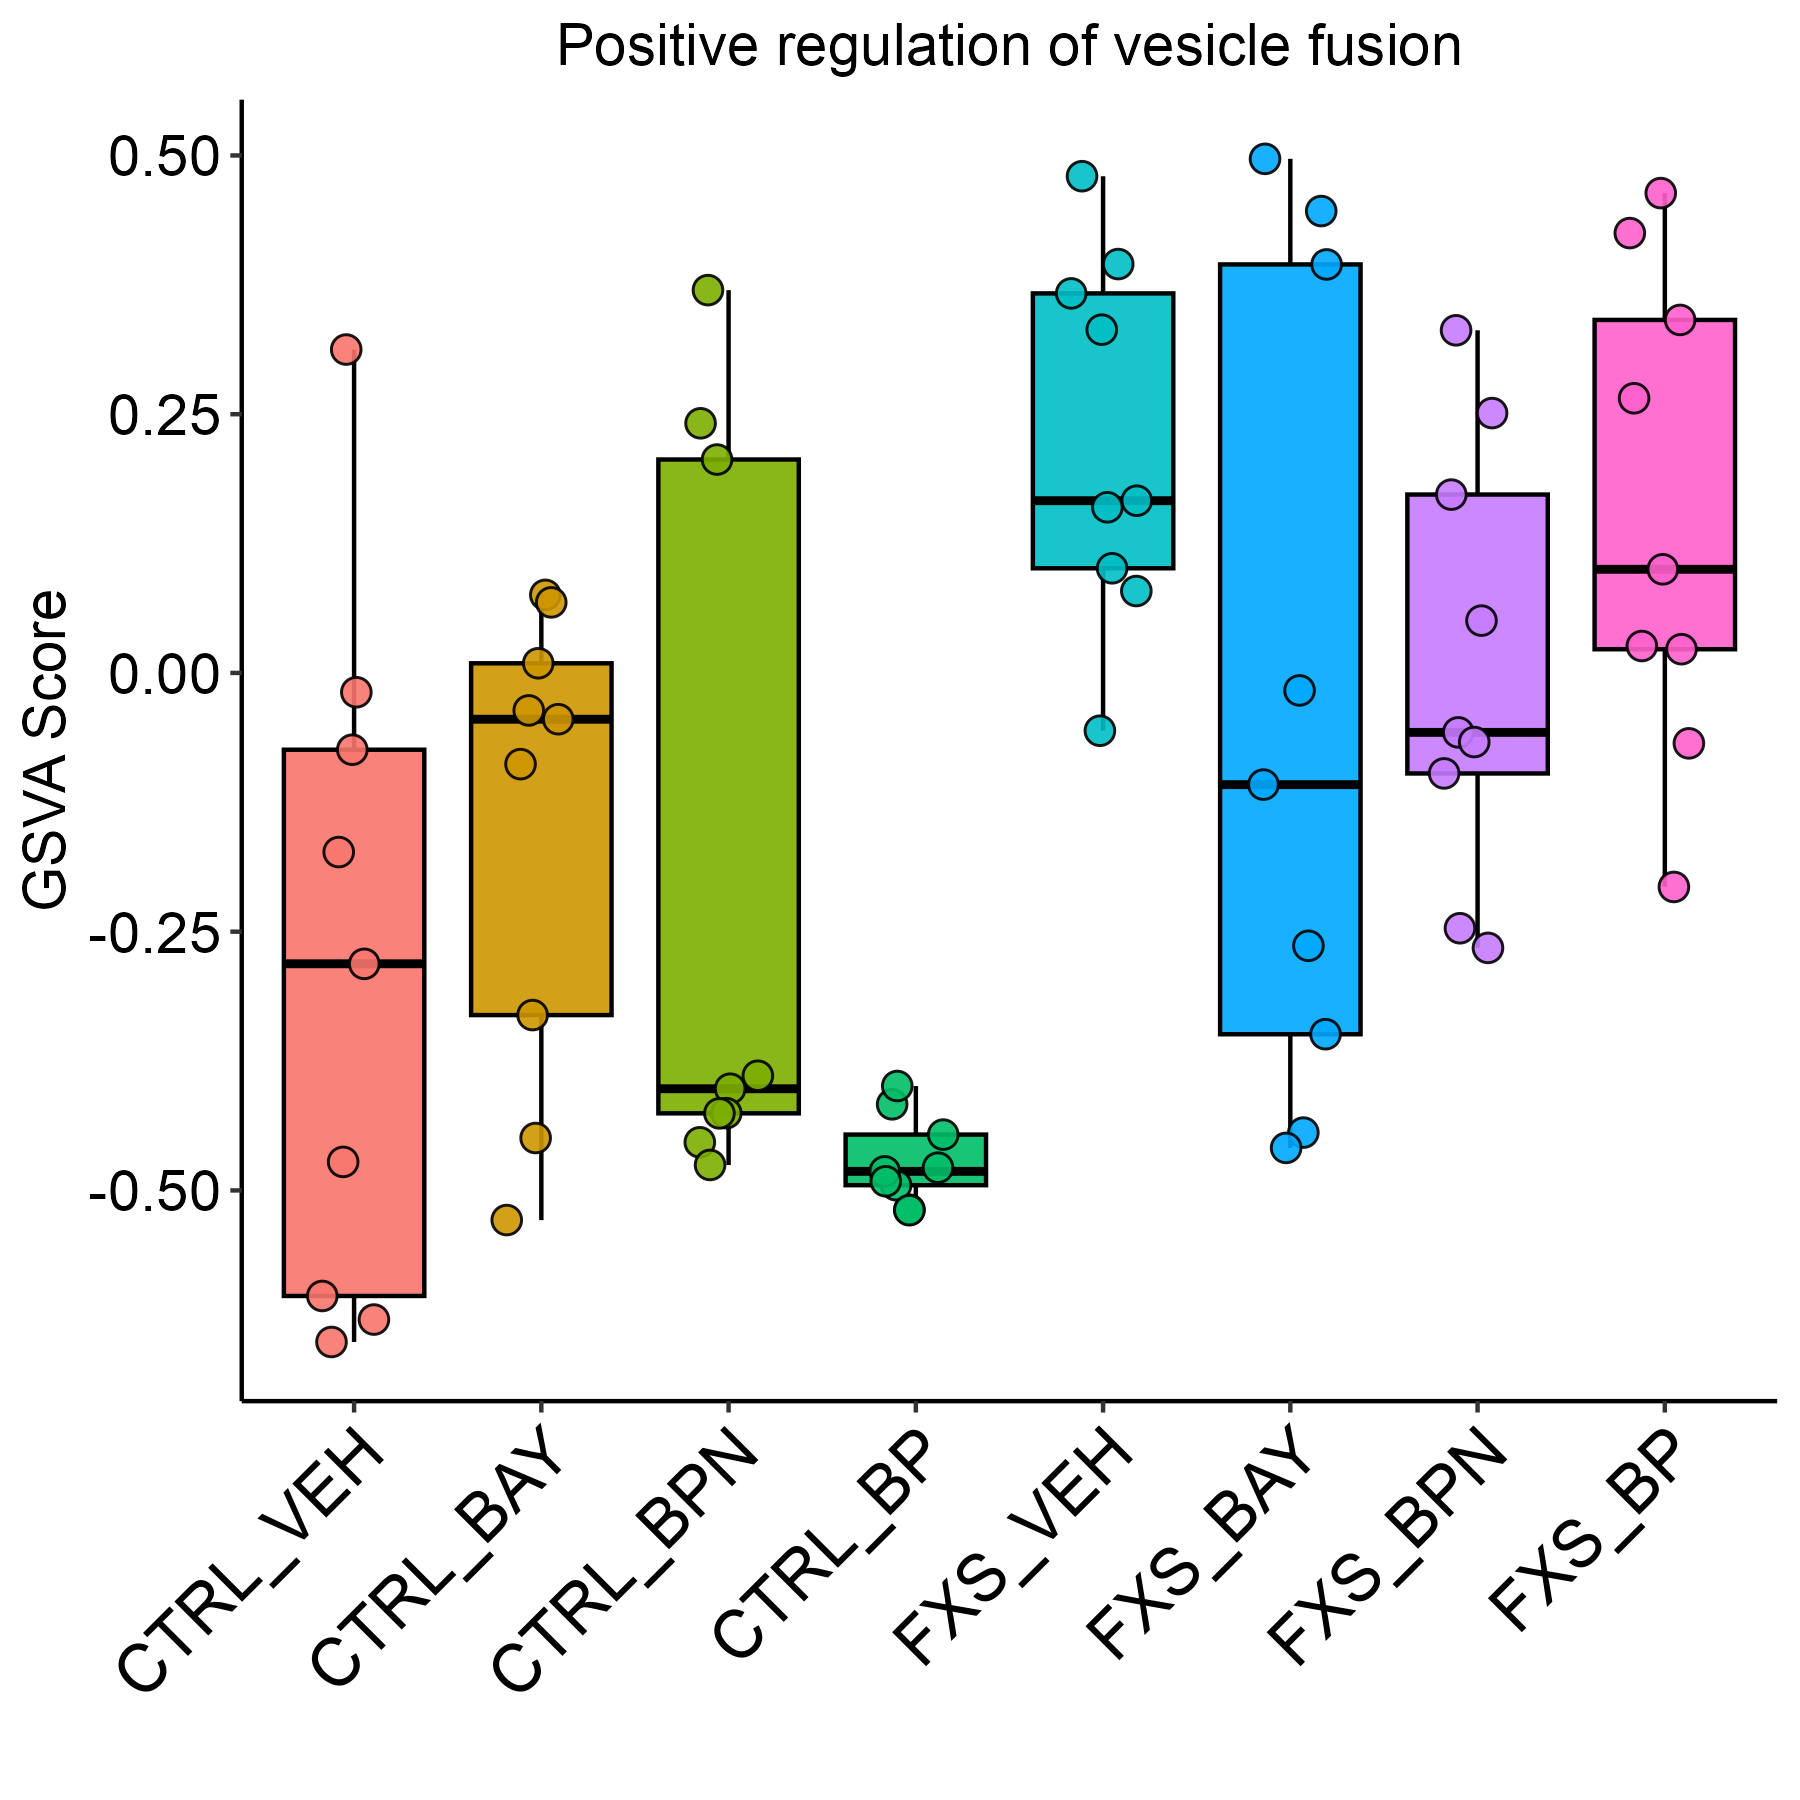 Positive regulation of vesicle fusion
GSVA Score
0.50
0.25
0.00
-0.25
-0.50
CTRL_VEH
CTRL_BAY
CTRL_BPN
CTRL_BP
FXS_VEH
FXS_BAY
FXS_BPN
FXS_BP